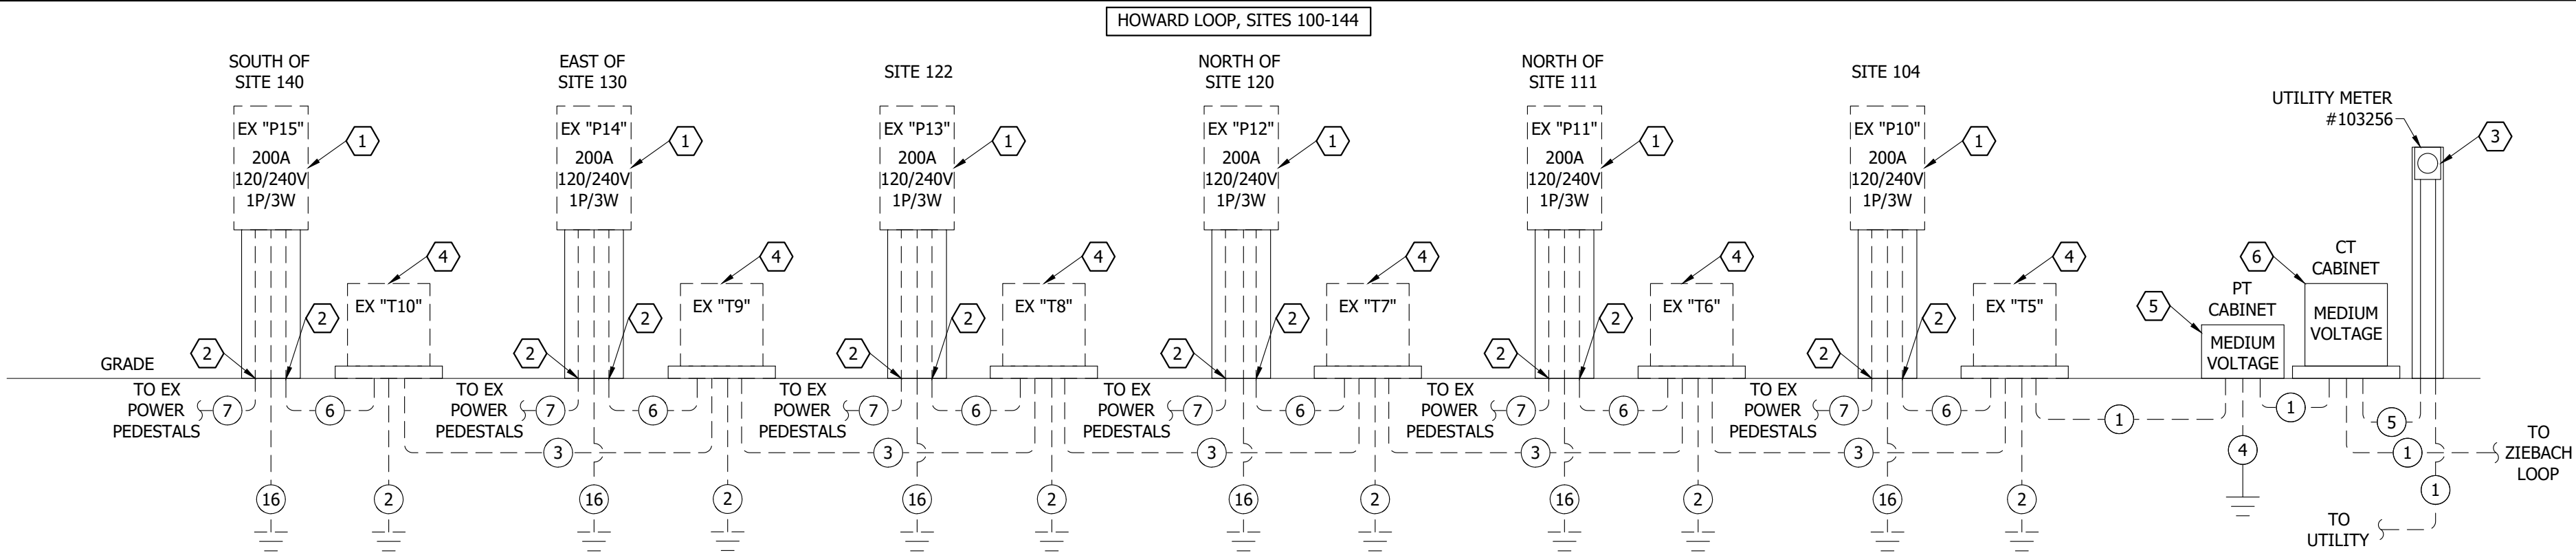 HOWARD LOOP, SITES 100-144
SOUTH OF
SITE 140
EX "P15"
200A
120/240V
1P/3W
1
EAST OF
SITE 130
EX "P14"
200A
120/240V
1P/3W
1
SITE 122
EX "P13"
200A
120/240V
1P/3W
1
NORTH OF
SITE 120
EX "P12"
200A
120/240V
1P/3W
1
NORTH OF
SITE 111
EX "P11"
200A
120/240V
1P/3W
1
SITE 104
EX "P10"
200A
120/240V
1P/3W
1
UTILITY METER
#103256
3
4
EX "T10"
4
EX "T9"
4
EX "T8"
4
EX "T7"
4
EX "T6"
4
EX "T5"
5
PT
CABINET
MEDIUM
VOLTAGE
6
CT
CABINET
MEDIUM
VOLTAGE
2
2
2
2
2
2
2
2
2
2
2
2
GRADE
TO EX
POWER
PEDESTALS
7
6
TO EX
POWER
PEDESTALS
7
6
TO EX
POWER
PEDESTALS
7
6
TO EX
POWER
PEDESTALS
7
6
TO EX
POWER
PEDESTALS
7
6
TO EX
POWER
PEDESTALS
7
6
1
1
5
3
3
3
3
3
4
1
TO
ZIEBACH
LOOP
16
2
16
2
16
2
16
2
16
2
16
2
1
TO
UTILITY